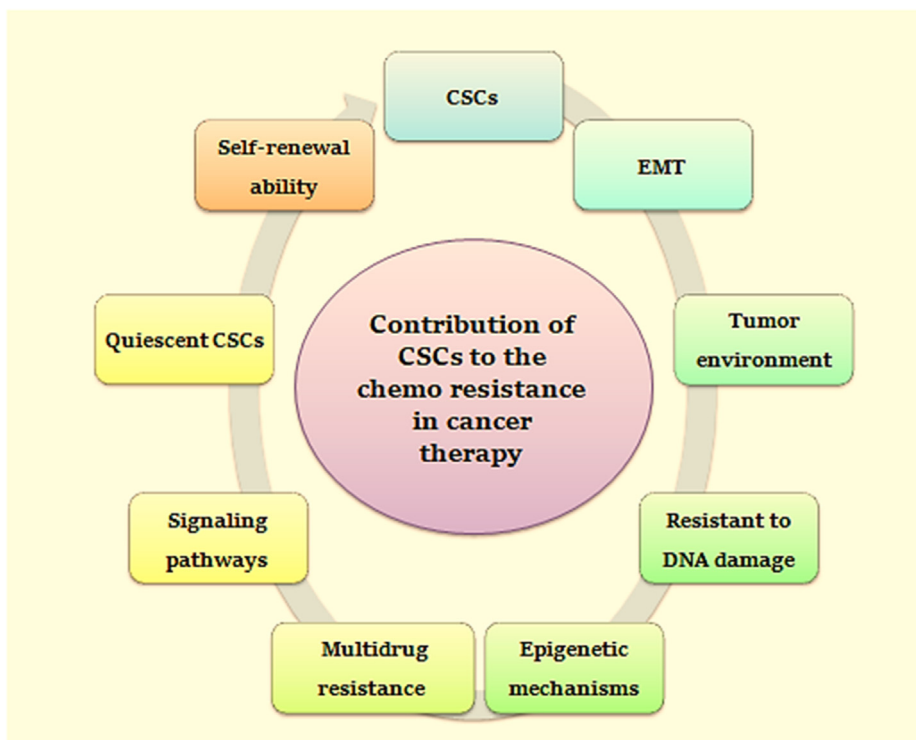 CSCs
EMT
Tumor
environment
Resistant to
DNA damage
Epigenetic
mechanisms
Multidrug
resistance
Signaling
pathways
Quiescent CSCs
Self-renewal
ability
Contribution of
CSCs to the
chemo resistance
in cancer
therapy